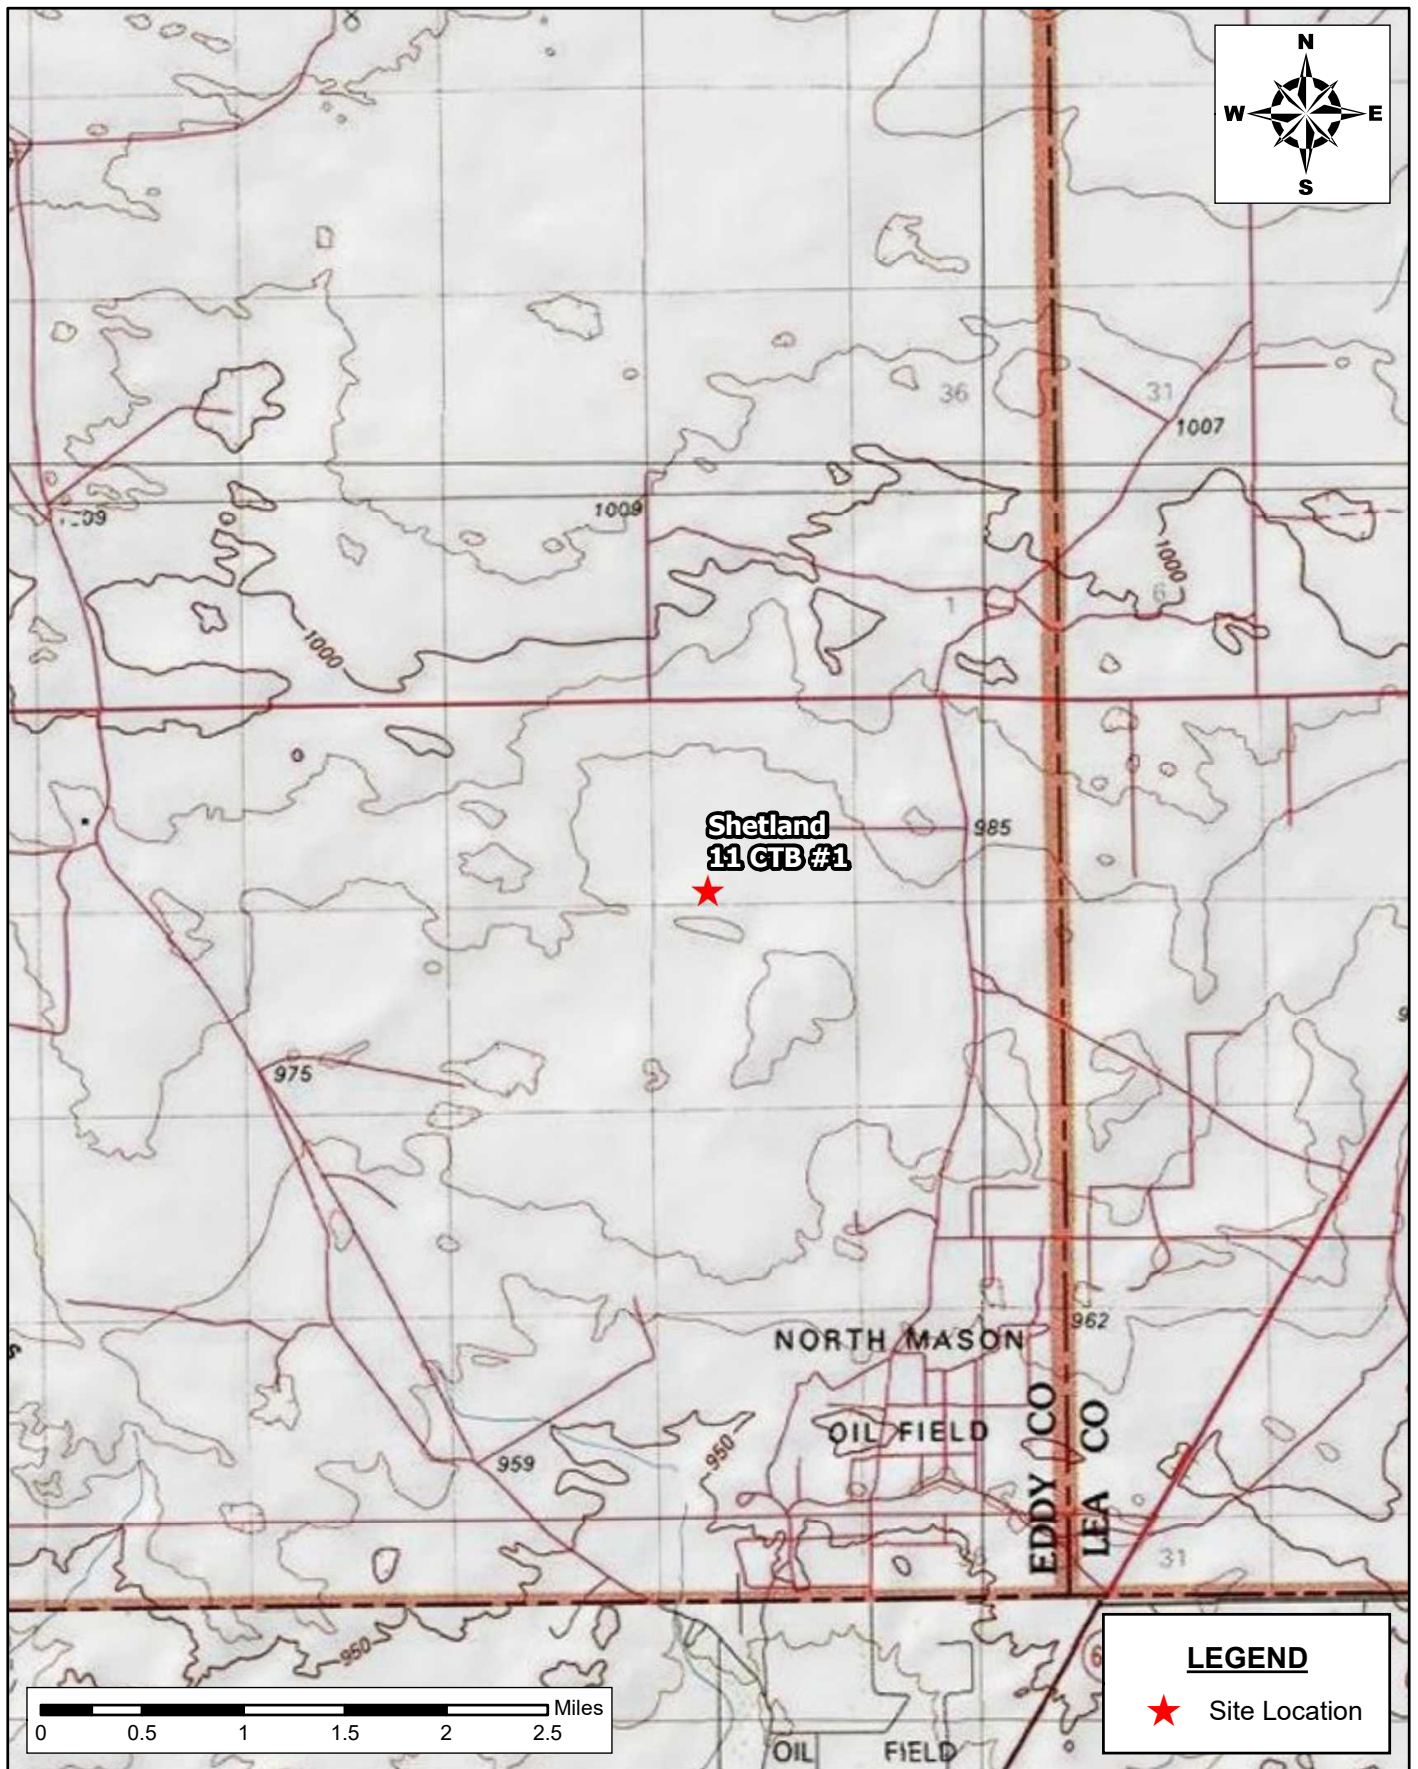 N
W E
S
36
31
1007
1009
1000
1
6
1000
Shetland
11 CTB #1
985
975
962
NORTH MASON
EDDY CO
LEA CO
OIL FIELD
950
959
31
950
LEGEND
Site Location
Miles
0 0.5 1 1.5 2 2.5
OIL FIELD